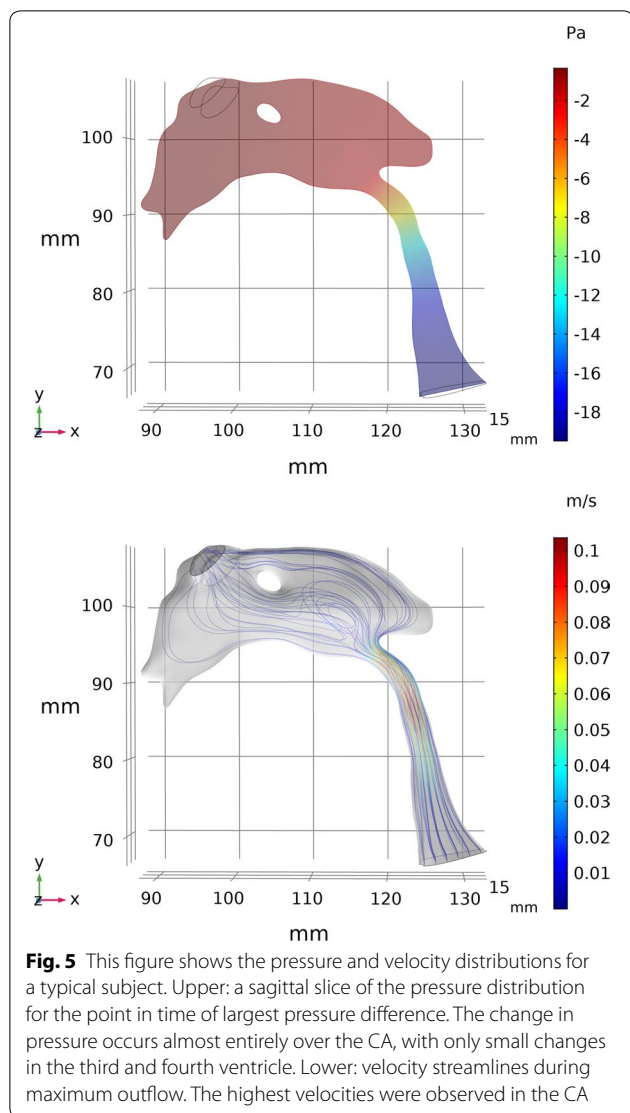 Pa
-2
-4
-6
-8
-10
-12
-14
-16
-18
100
90
mm
80
70
y
z x
90 100 110 120 130 15
mm
mm
m/s
0.1
0.09
0.08
0.07
0.06
0.05
0.04
0.03
0.02
0.01
100
90
mm
80
70
y
z x
90 100 110 120 130 15
mm
mm
Fig. 5 This figure shows the pressure and velocity distributions for
a typical subject. Upper: a sagittal slice of the pressure distribution
for the point in time of largest pressure difference. The change in
pressure occurs almost entirely over the CA, with only small changes
in the third and fourth ventricle. Lower: velocity streamlines during
maximum outflow. The highest velocities were observed in the CA